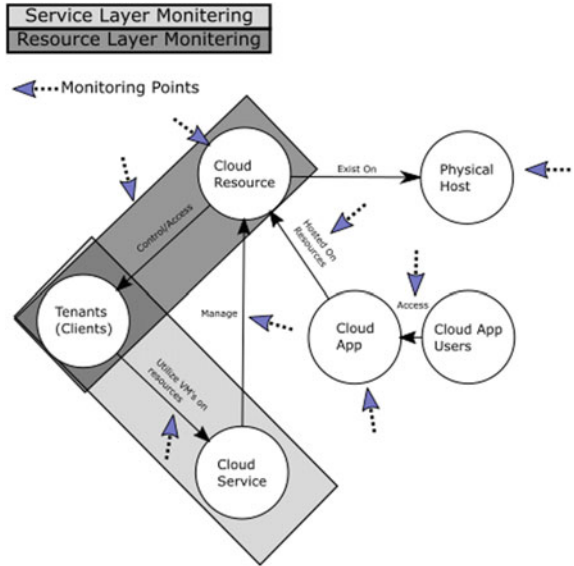 Service Layer Monitering
Resource Layer Monitering
Monitoring Points
Cloud
Resource
Exist On
Physical
Host
Control/Access
Hosted On
Resources
Tenants
(Clients)
Manage
Access
Cloud
App
Cloud App
Users
Utilize VM's on
resources
Cloud
Service